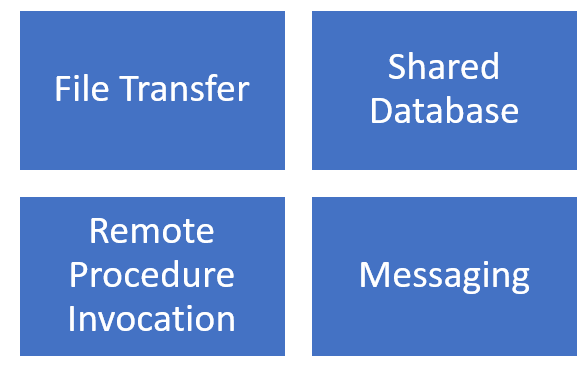 File Transfer
Shared
Database
Remote
Procedure
Invocation
Messaging